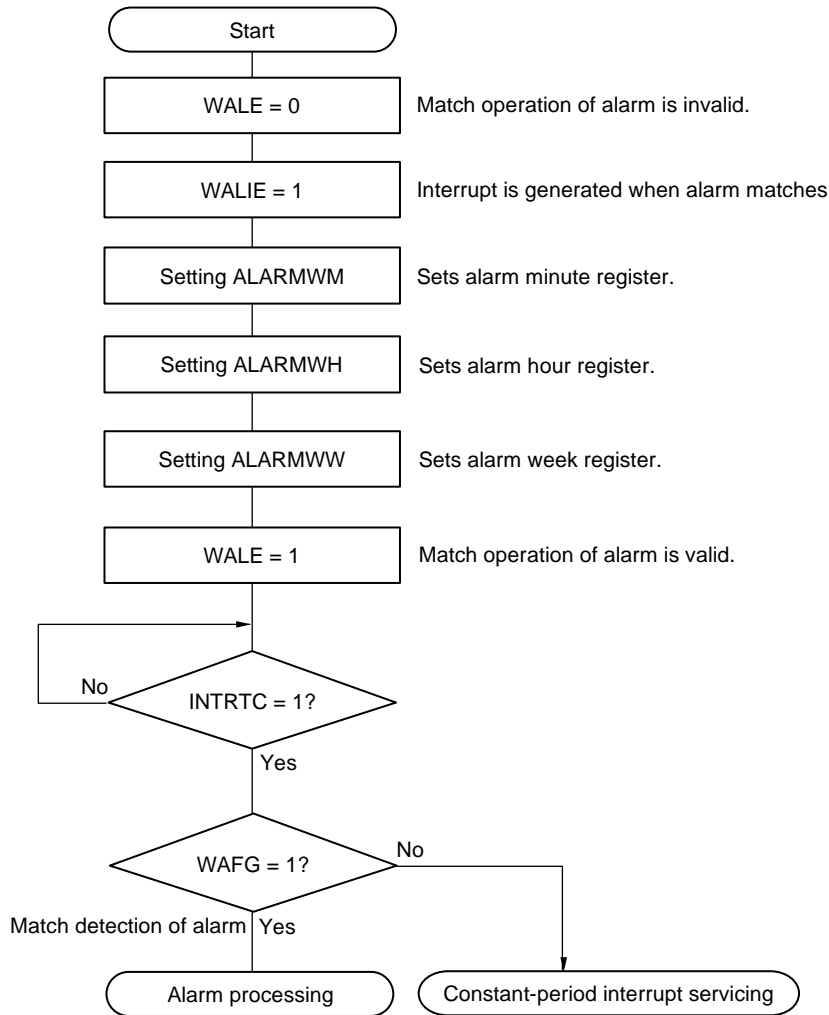 Start
WALE = 0
Match operation of alarm is invalid.
WALIE = 1
Interrupt is generated when alarm matches
Setting ALARMWM
Sets alarm minute register.
Setting ALARMWH
Sets alarm hour register.
Setting ALARMWW
Sets alarm week register.
WALE = 1
Match operation of alarm is valid.
No
INTRTC = 1?
Yes
WAFG = 1?
No
Match detection of alarm
Yes
Alarm processing
Constant-period interrupt servicing